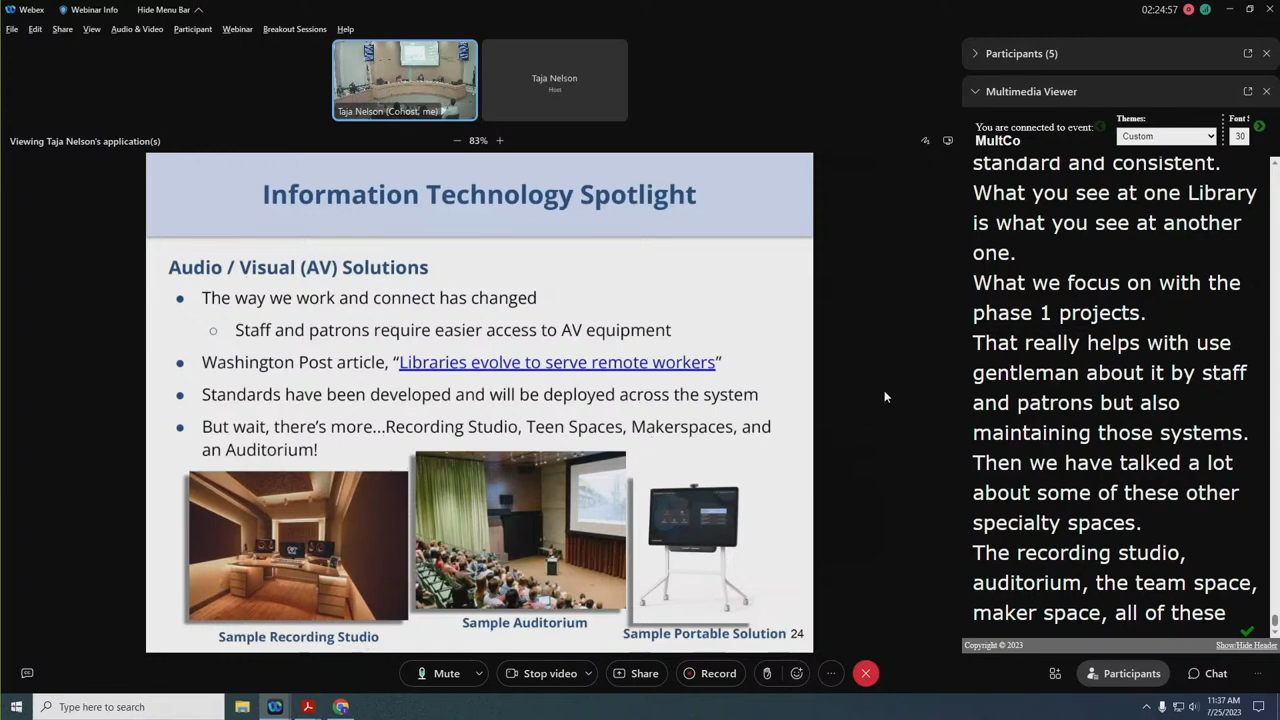 Webex
Webinar Info
Hide Menu Bar
02:24:57
File
Edit
Share
View
Audio & Video
Participant
Webinar
Breakout Sessions
Help
Taja Nelson (Cohost, me)
Taja Nelson
Host
Viewing Taja Nelson's application(s)
83%
Information Technology Spotlight
Audio / Visual (AV) Solutions
The way we work and connect has changed
Staff and patrons require easier access to AV equipment
Washington Post article, “Libraries evolve to serve remote workers”
Standards have been developed and will be deployed across the system
But wait, there’s more...Recording Studio, Teen Spaces, Makerspaces, and
an Auditorium!
Sample Recording Studio
Sample Auditorium
Sample Portable Solution
24
Participants (5)
Multimedia Viewer
You are connected to event:
MultCo
Themes:
Custom
Font
30
standard and consistent.
What you see at one Library
is what you see at another
one.
What we focus on with the
phase 1 projects.
That really helps with use
gentleman about it by staff
and patrons but also
maintaining those systems.
Then we have talked a lot
about some of these other
specialty spaces.
The recording studio,
auditorium, the team space,
maker space, all of these
Copyright © 2023
Show/Hide Header
Mute
Stop video
Share
Record
Participants
Chat
Type here to search
11:37 AM
7/25/2023